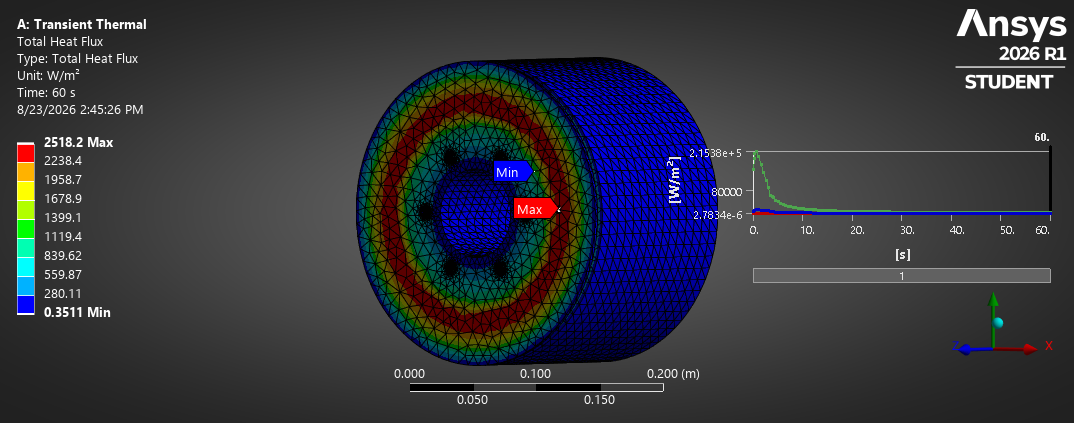 A: Transient Thermal
Total Heat Flux
Type: Total Heat Flux
Unit: W/m²
Time: 60 s
8/23/2026 2:45:26 PM
2518.2 Max
2238.4
1958.7
1678.9
1399.1
1119.4
839.62
559.87
280.11
0.3511 Min
Min
Max
0.000
0.100
0.200 (m)
0.050
0.150
Ansys
2026 R1
STUDENT
60.
2.1538e+5
80000
2.7834e-6
[W/m²]
0. 10. 20. 30. 40. 50. 60.
[s]
1
Z
X